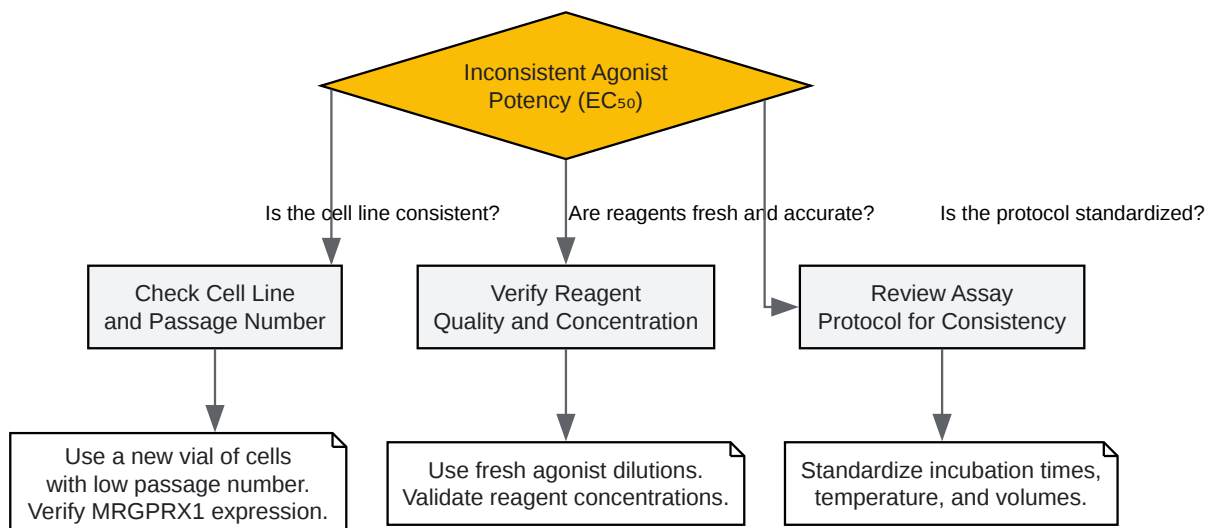 Inconsistent Agonist
Potency (EC₅₀)
Is the cell line consistent?
Are reagents fresh and accurate?
Is the protocol standardized?
Check Cell Line
and Passage Number
Verify Reagent
Quality and Concentration
Review Assay
Protocol for Consistency
Use a new vial of cells
with low passage number.
Verify MRGPRX1 expression.
Use fresh agonist dilutions.
Validate reagent concentrations.
Standardize incubation times,
temperature, and volumes.